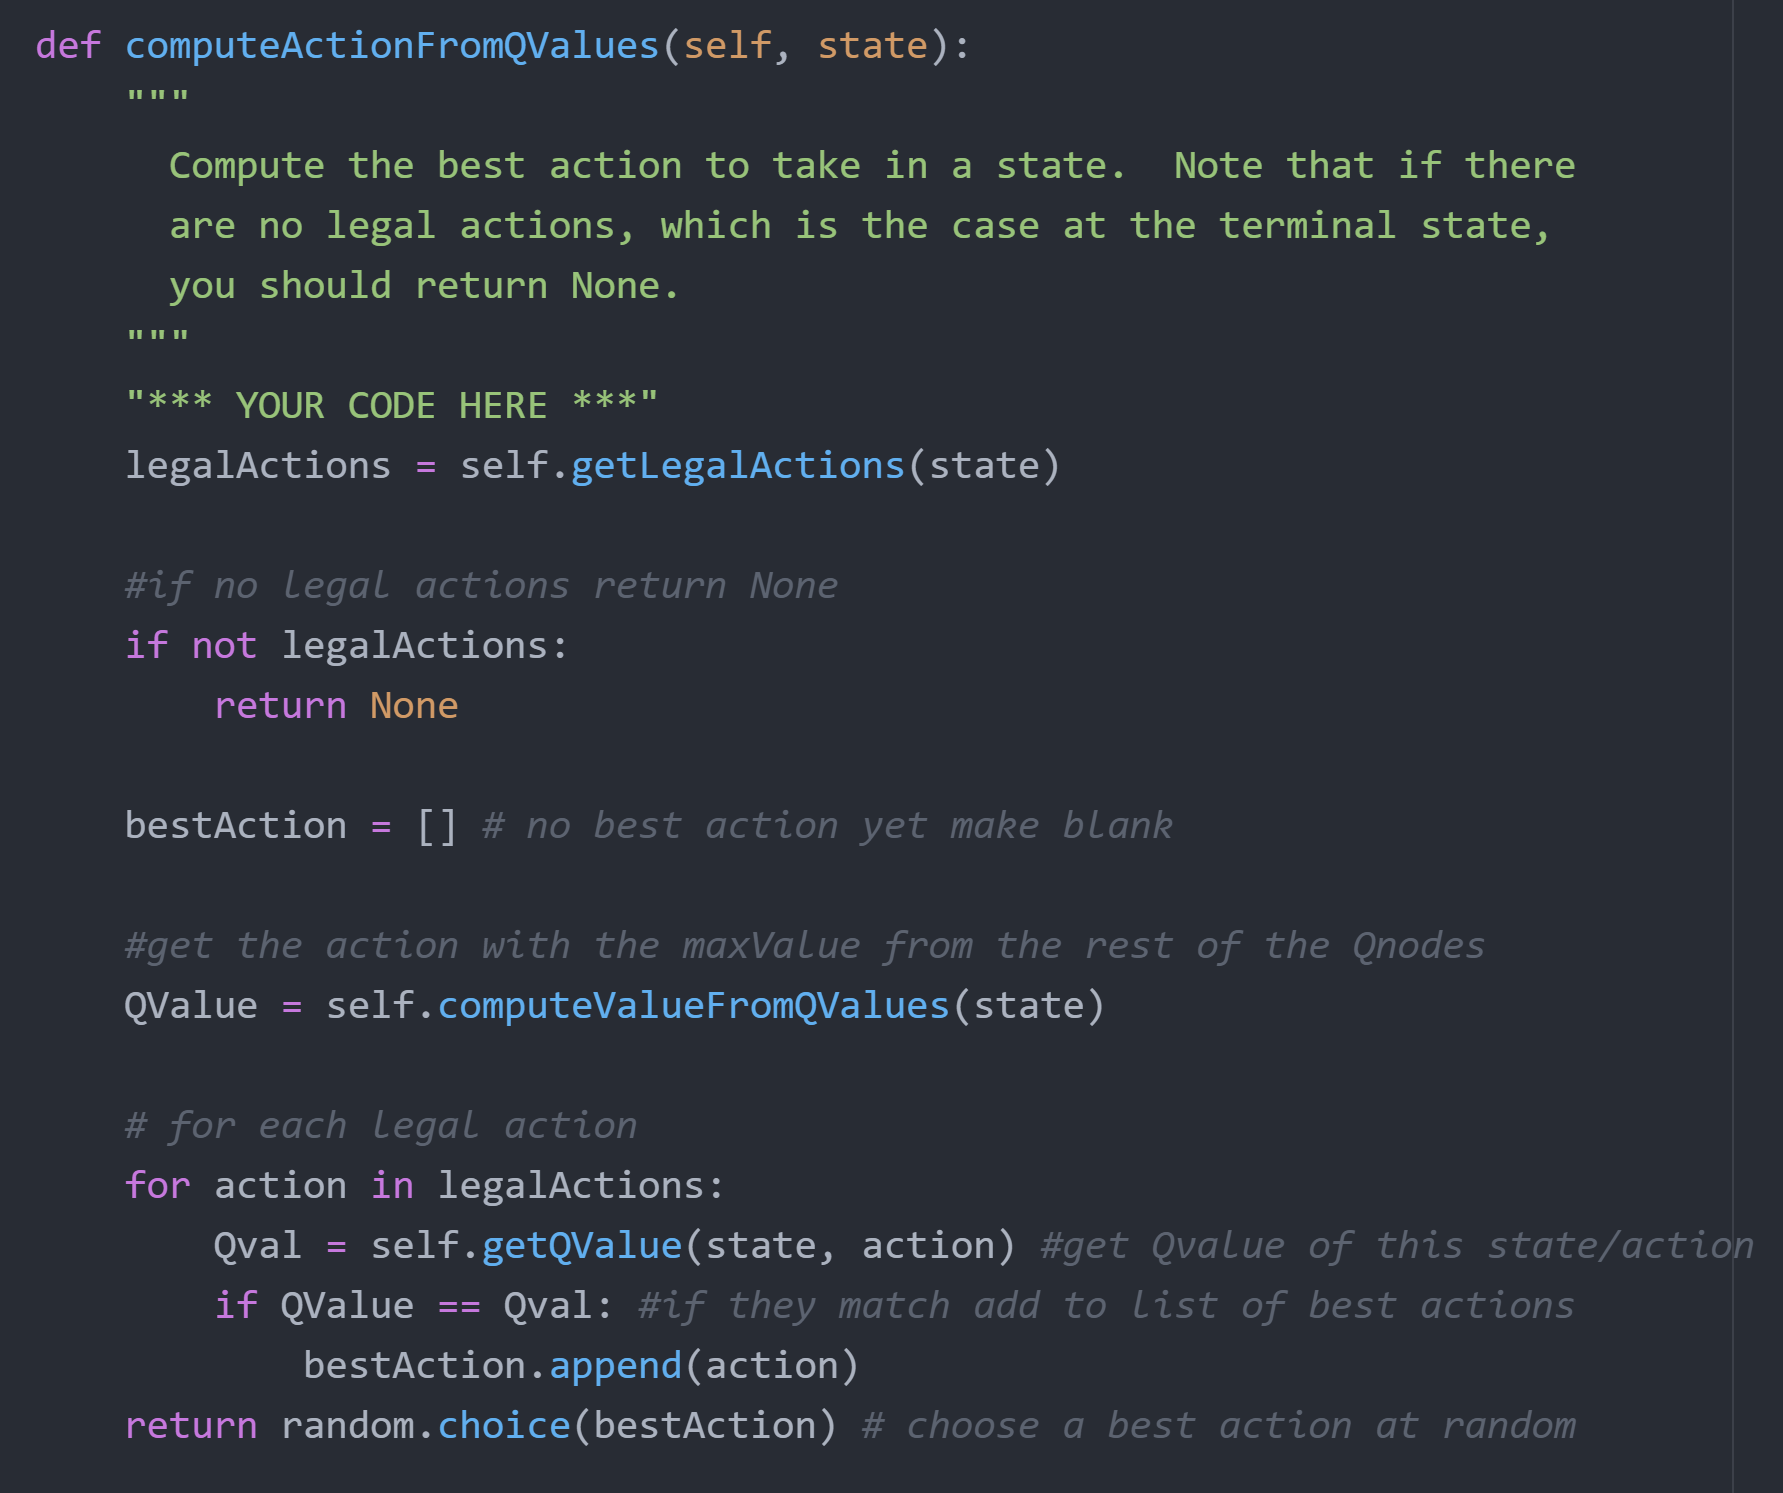 def computeActionFromQValues(self, state):
    """
      Compute the best action to take in a state.  Note that if there
      are no legal actions, which is the case at the terminal state,
      you should return None.
    """
    "*** YOUR CODE HERE ***"
    legalActions = self.getLegalActions(state)

    #if no legal actions return None
    if not legalActions:
        return None

    bestAction = [] # no best action yet make blank

    #get the action with the maxValue from the rest of the Qnodes
    QValue = self.computeValueFromQValues(state)

    # for each legal action
    for action in legalActions:
        Qval = self.getQValue(state, action) #get Qvalue of this state/action
        if QValue == Qval: #if they match add to list of best actions
            bestAction.append(action)
    return random.choice(bestAction) # choose a best action at random